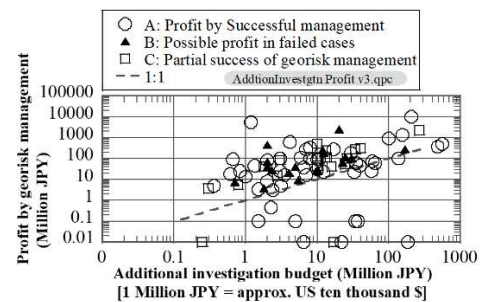 A: Profit by Successful management
B: Possible profit in failed cases
C: Partial success of georisk management
1:1
AddtionInvestgtn Profit v3.qpc
Profit by georisk management
(Million JPY)
100000
10000
1000
100
10
1
0.1
0.01
0
0.1
1
10
100
1000
Additional investigation budget (Million JPY)
[1 Million JPY = approx. US ten thousand $]